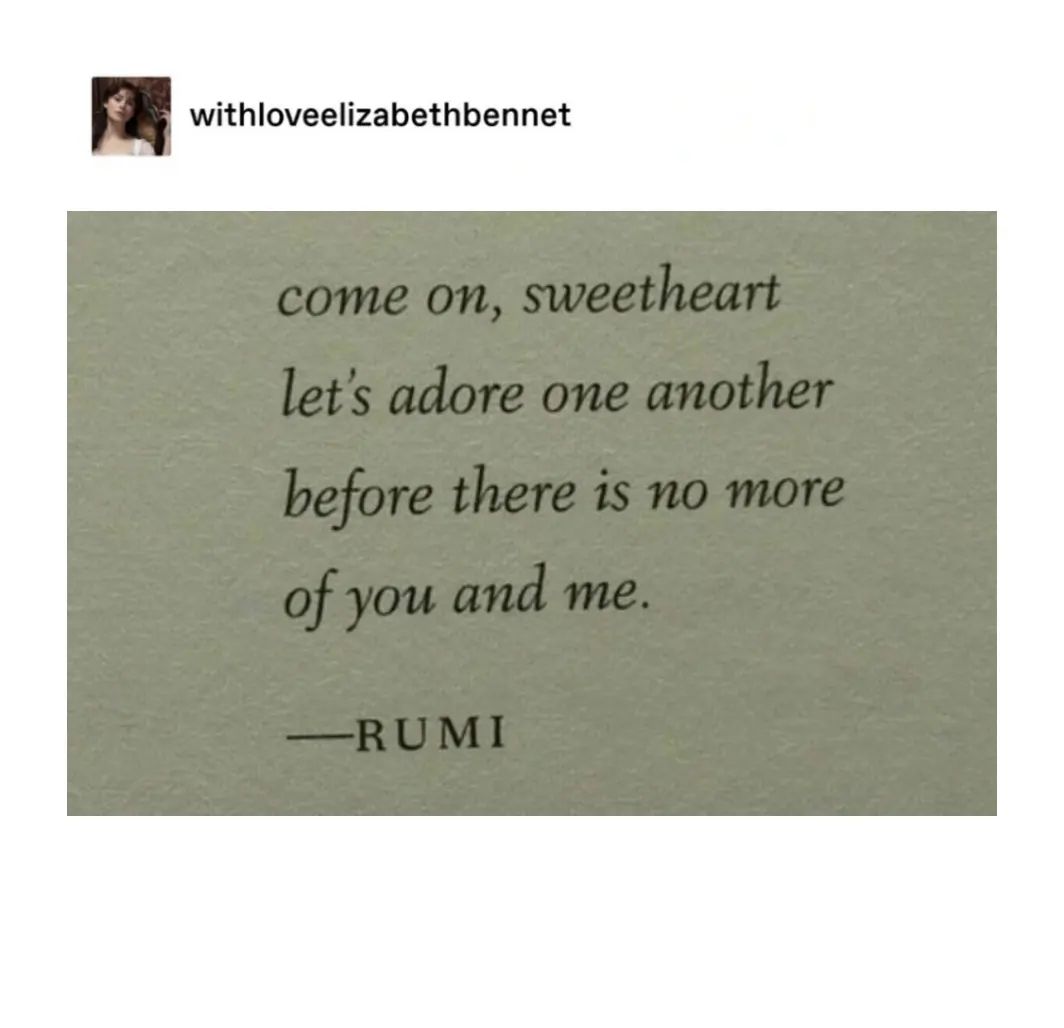 withloveelizabethbennet
come on, sweetheart
let's adore one another
before there is no more
of you and me.
—RUMI